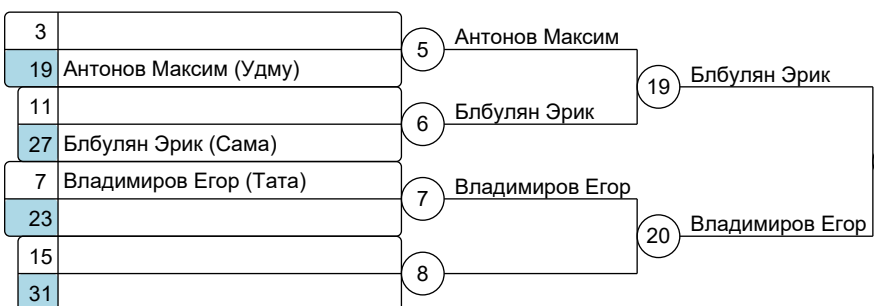 3
19 Антонов Максим (Удму)
11
27 Блбулян Эрик (Сама)
7 Владимиров Егор (Тата)
23
15
31
5 Антонов Максим
6 Блбулян Эрик
7 Владимиров Егор
8
19 Блбулян Эрик
20 Владимиров Егор